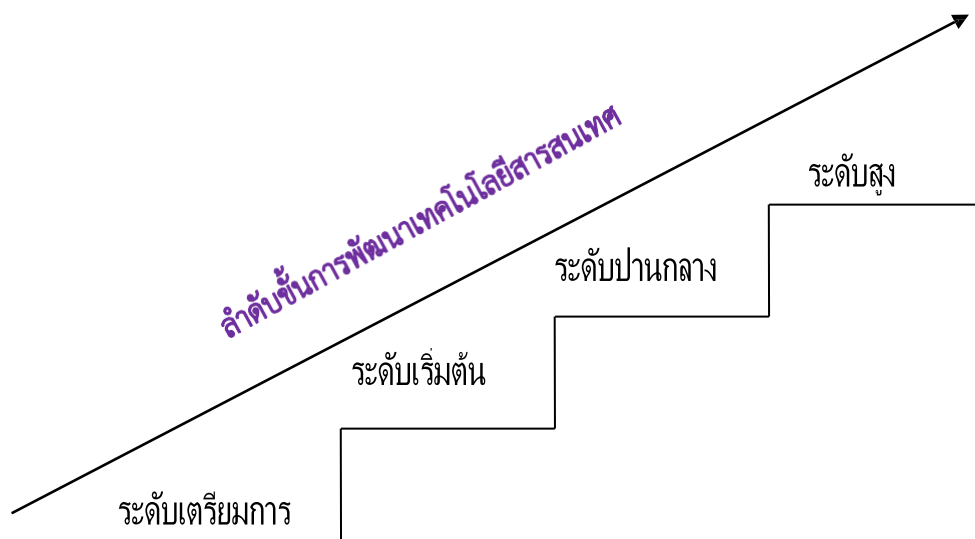 ลำดับชั้นการพัฒนาเทคโนโลยีสารสนเทศ
ระดับสูง
ระดับปานกลาง
ระดับเริ่มต้น
ระดับเตรียมการ